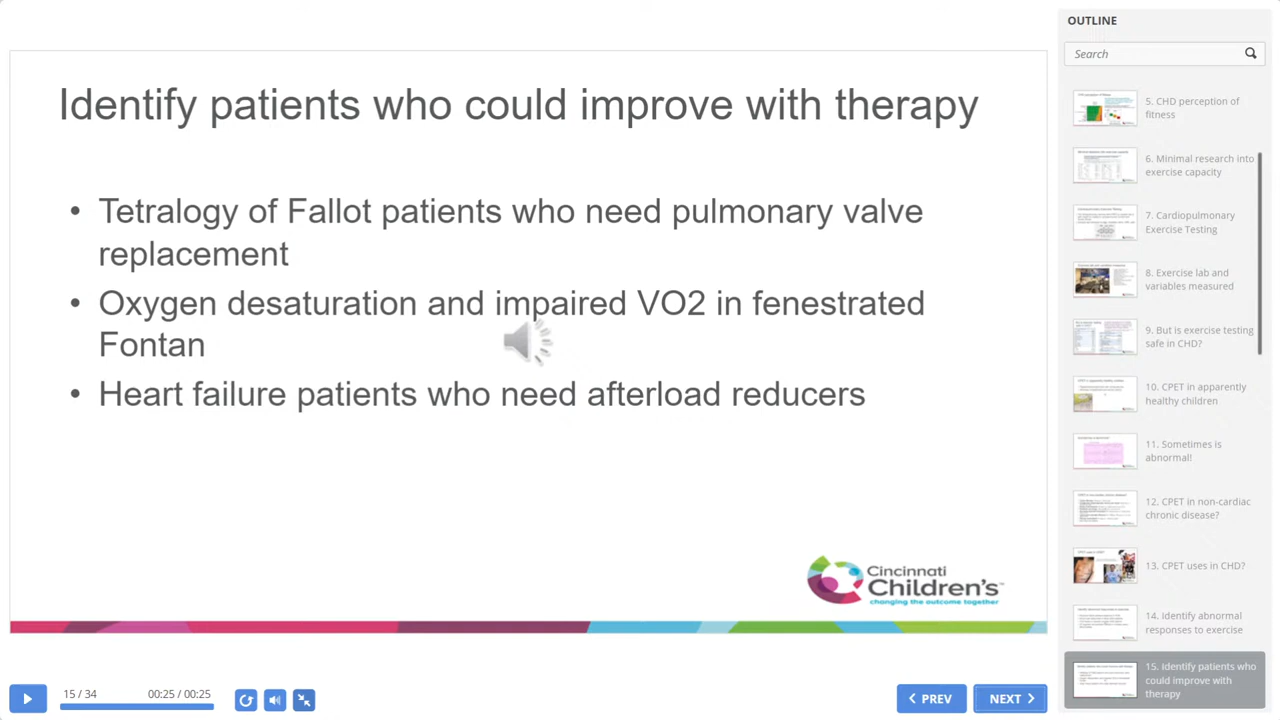 Identify patients who could improve with therapy
• Tetralogy of Fallot patients who need pulmonary valve
replacement
• Oxygen desaturation and impaired VO2 in fenestrated
Fontan
• Heart failure patients who need afterload reducers
Cincinnati
Children's™
changing the outcome together
15 / 34
00:25 / 00:25
PREV
NEXT
OUTLINE
Search
5. CHD perception of
fitness
6. Minimal research into
exercise capacity
7. Cardiopulmonary
Exercise Testing
8. Exercise lab and
variables measured
9. But is exercise testing
safe in CHD?
10. CPET in apparently
healthy children
11. Sometimes is
abnormal!
12. CPET in non-cardiac
chronic disease?
13. CPET uses in CHD?
14. Identify abnormal
responses to exercise
15. Identify patients who
could improve with
therapy